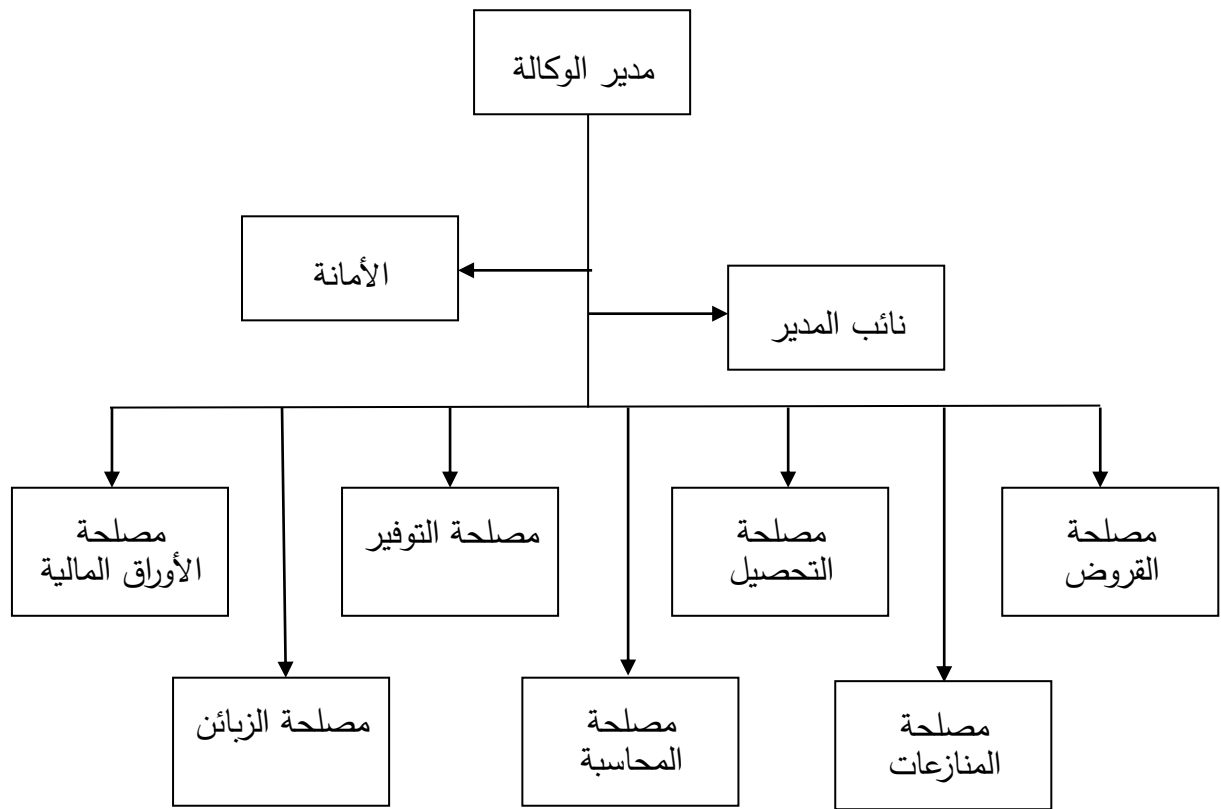 مدير الوكالة
الأمانة
نائب المدير
مصلحة
القروض
مصلحة
التحصيل
مصلحة التوفير
مصلحة
الأوراق المالية
مصلحة
المنازعات
مصلحة
المحاسبة
مصلحة الزبائن